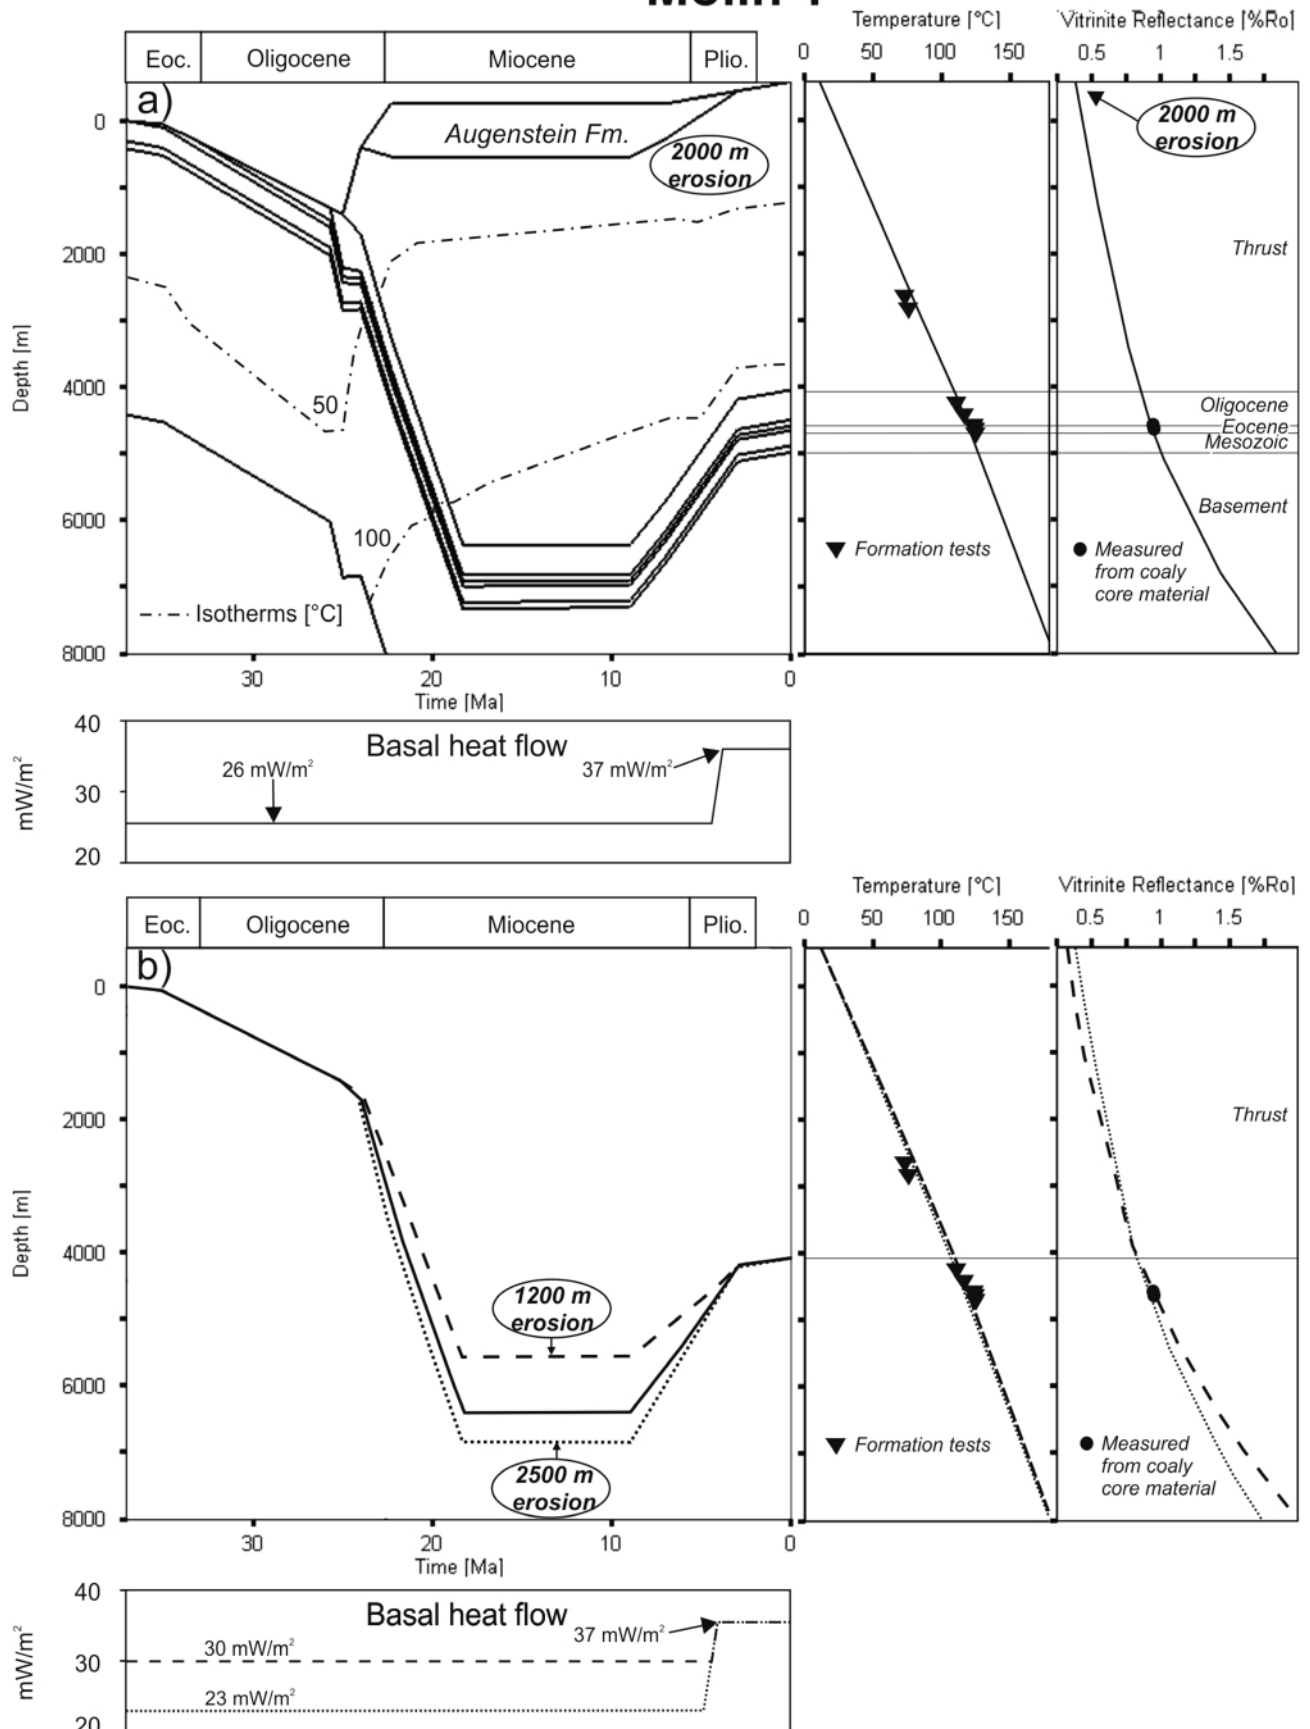 Temperature [°C] Vitrinite Reflectance [%Ro]
0 50 100 150 0.5 1 1.5
Eoc. Oligocene Miocene Plio.
a)
0
Augenstein Fm.
2000 m
erosion
2000 m
erosion
2000
Thrust
Depth [m]
4000
50
Oligocene
Eocene
Mesozoic
6000
100
Basement
Isotherms [°C]
Formation tests
Measured
from coaly
core material
8000
30 20 10 0
Time [Ma]
40
Basal heat flow
26 mW/m²
37 mW/m²
30
mW/m²
20
Temperature [°C] Vitrinite Reflectance [%Ro]
0 50 100 150 0.5 1 1.5
Eoc. Oligocene Miocene Plio.
b)
0
2000
Thrust
Depth [m]
4000
1200 m
erosion
6000
Formation tests
Measured
from coaly
core material
2500 m
erosion
8000
30 20 10 0
Time [Ma]
40
Basal heat flow
37 mW/m²
30 mW/m²
30
mW/m²
23 mW/m²
20